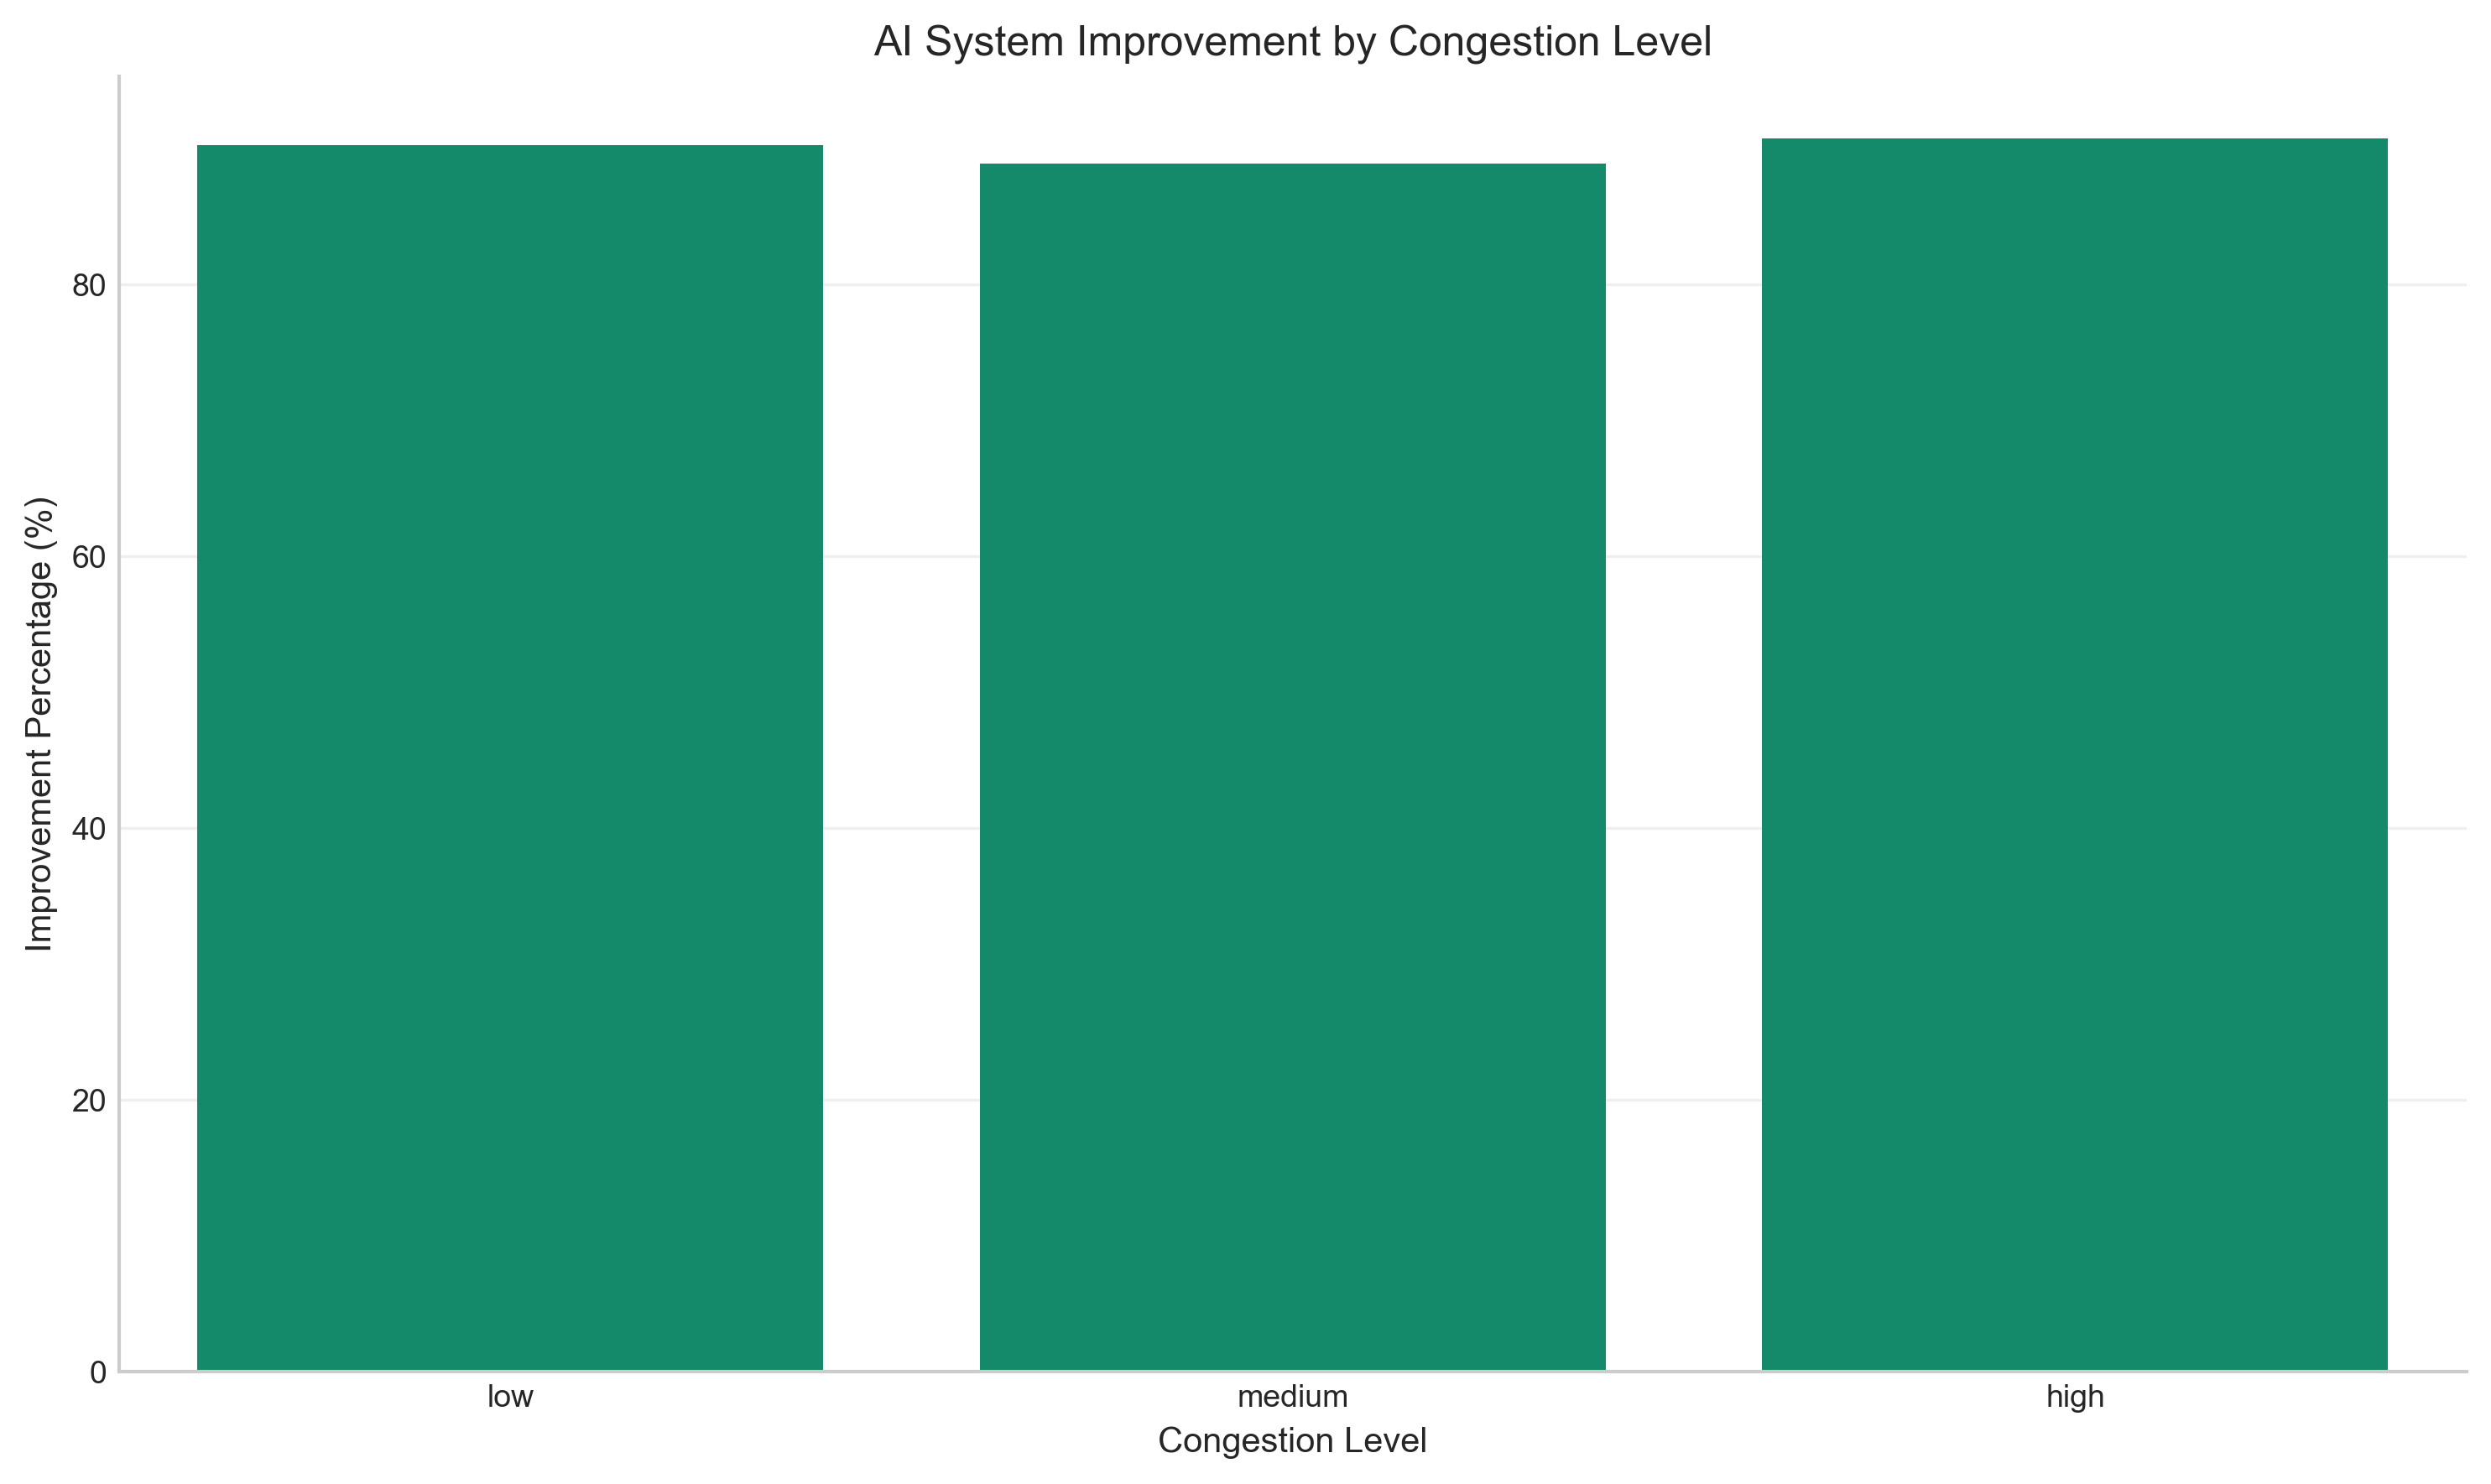 AI System Improvement by Congestion Level
Improvement Percentage (%)
80
60
40
20
0
low medium high
Congestion Level